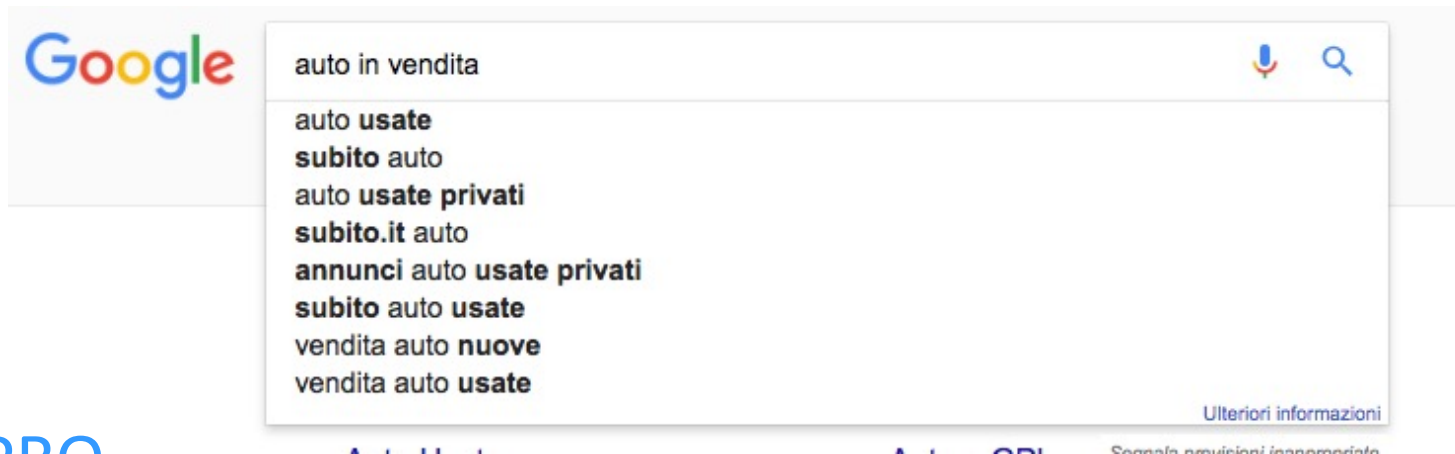 Google auto in vendita
auto usate
subito auto
auto usate privati
subito.it auto
annunci auto usate privati
subito auto usate
vendita auto nuove
vendita auto usate
Ulteriori informazioni